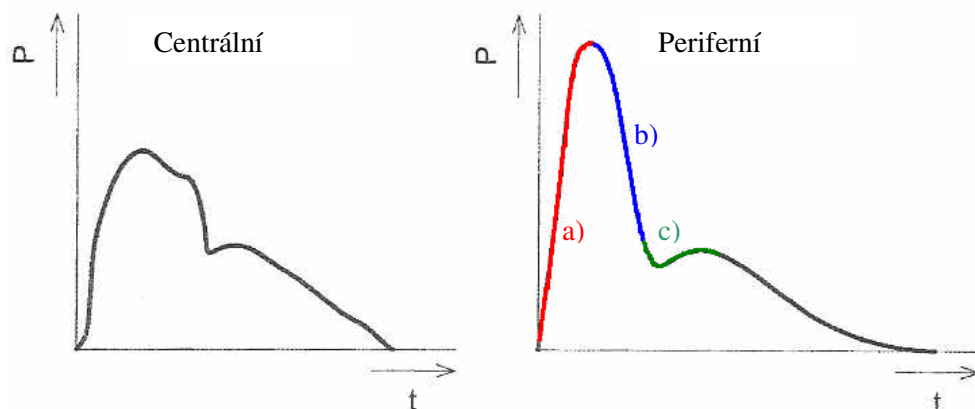 Centrální
P
t
Periferní
P
a)
b)
c)
t